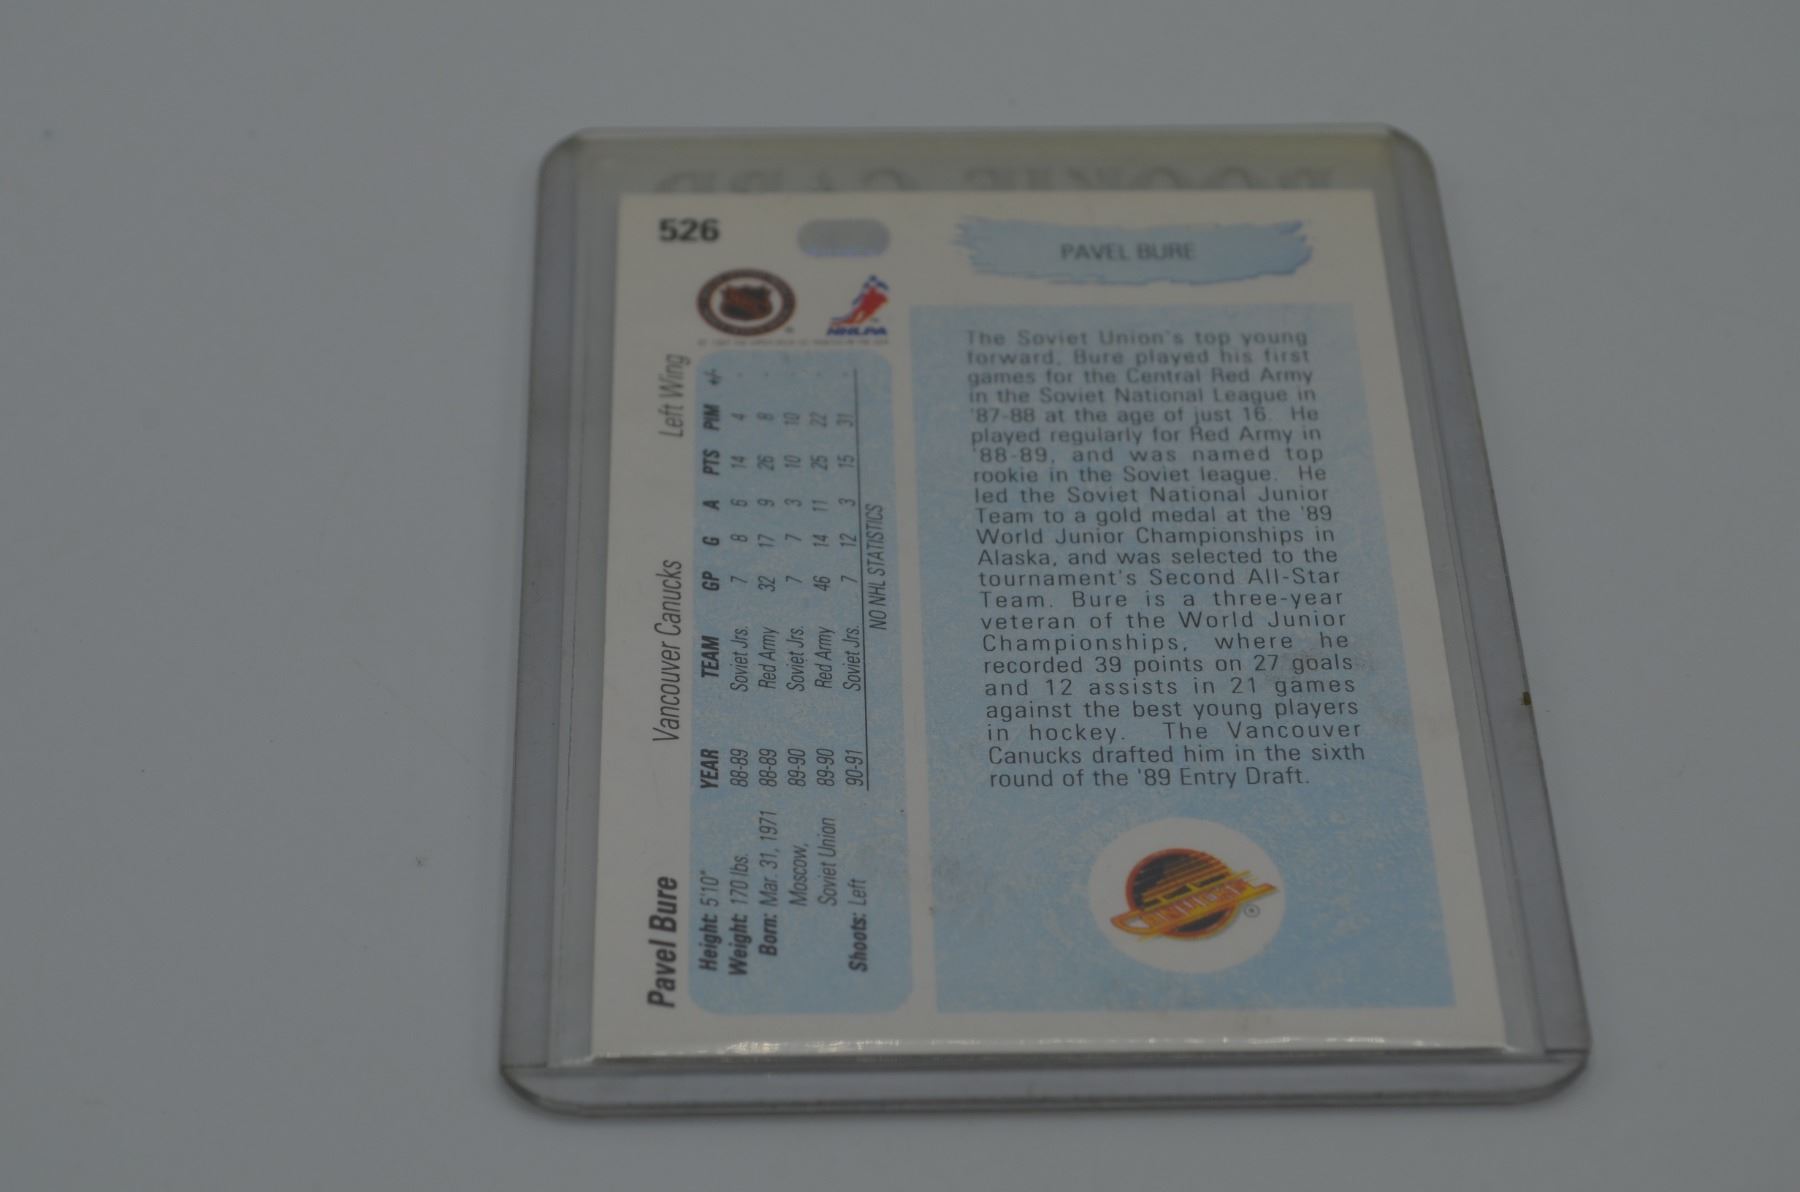 ROOKIE CARD
526
PAVEL BURE
NHLPA
The Soviet Union's top young
forward, Bure played his first
games for the Central Red Army
in the Soviet National League in
'87-88 at the age of just 16. He
played regularly for Red Army in
'88-89, and was named top
rookie in the Soviet league. He
led the Soviet National Junior
Team to a gold medal at the '89
World Junior Championships in
Alaska, and was selected to the
tournament's Second All-Star
Team. Bure is a three-year
veteran of the World Junior
Championships, where he
recorded 39 points on 27 goals
and 12 assists in 21 games
against the best young players
in hockey. The Vancouver
Canucks drafted him in the sixth
round of the '89 Entry Draft.
Pavel Bure Vancouver Canucks Left Wing
Height: 5'10"
Weight: 170 lbs.
Born: Mar. 31, 1971
Moscow,
Soviet Union
Shoots: Left
YEAR TEAM GP G A PTS PIM +/-
88-89 Soviet Jrs. 7 8 6 14 4 -
88-89 Red Army 32 17 9 26 8 -
89-90 Soviet Jrs. 7 7 3 10 10 -
89-90 Red Army 46 14 11 25 22 -
90-91 Soviet Jrs. 7 12 3 15 31 -
NO NHL STATISTICS